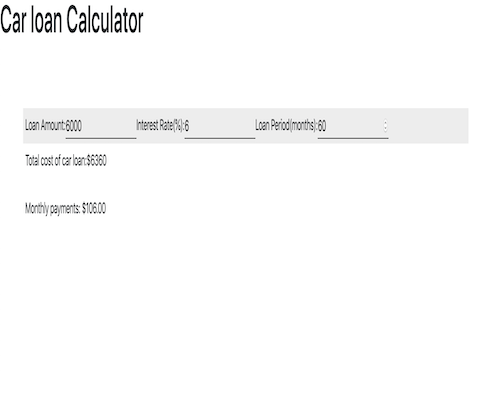 Car loan Calculator
Loan Amount:6000 Interest Rate(%):6 Loan Period(months):60
Total cost of car loan:$6360
Monthly payments: $106.00